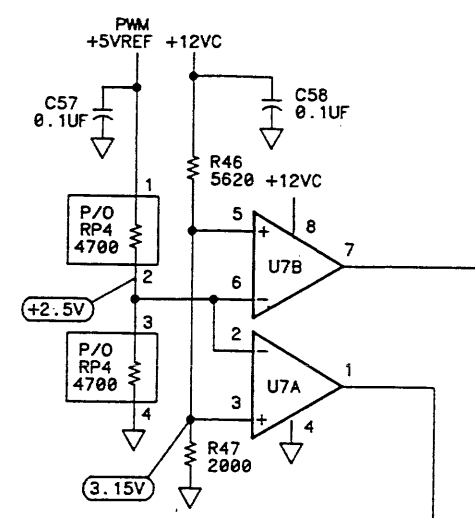 PWM
+5VREF +12VC
C57
0.1UF
C58
0.1UF
R46
5620
+12VC
1
P/O
RP4
4700
5
8
+
U7B
7
2
6
−
+2.5V
3
2
−
P/O
RP4
4700
U7A
1
3
+
4
4
R47
2000
3.15V